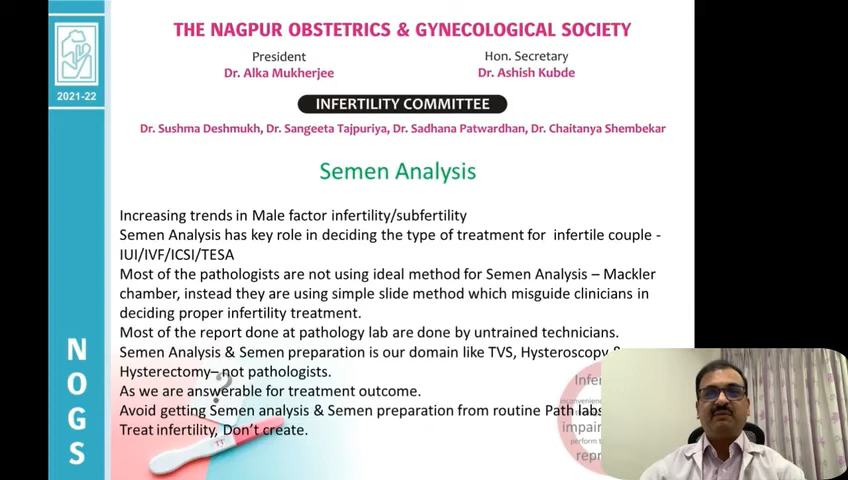 THE NAGPUR OBSTETRICS & GYNECOLOGICAL SOCIETY
President
Dr. Alka Mukherjee
Hon. Secretary
Dr. Ashish Kubde
2021-22
INFERTILITY COMMITTEE
Dr. Sushma Deshmukh, Dr. Sangeeta Tajpuriya, Dr. Sadhana Patwardhan, Dr. Chaitanya Shembekar
Semen Analysis
Increasing trends in Male factor infertility/subfertility
Semen Analysis has key role in deciding the type of treatment for infertile couple -
IUI/IVF/ICSI/TESA
Most of the pathologists are not using ideal method for Semen Analysis – Mackler
chamber, instead they are using simple slide method which misguide clinicians in
deciding proper infertility treatment.
Most of the report done at pathology lab are done by untrained technicians.
Semen Analysis & Semen preparation is our domain like TVS, Hysteroscopy &
Hysterectomy– not pathologists.
As we are answerable for treatment outcome.
Avoid getting Semen analysis & Semen preparation from routine Path labs
Treat infertility, Don't create.
NOGS
?
Infer
impair
perform t
repr